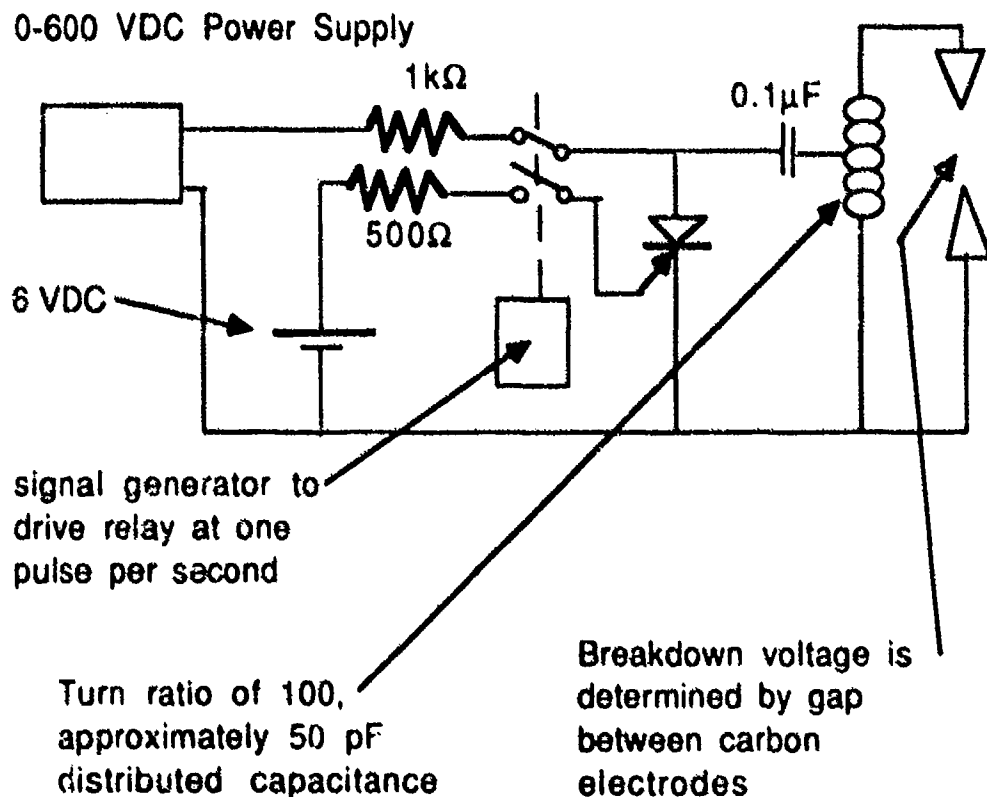 0-600 VDC Power Supply
1kΩ
0.1µF
500Ω
6 VDC
signal generator to
drive relay at one
pulse per second
Turn ratio of 100,
approximately 50 pF
distributed capacitance
Breakdown voltage is
determined by gap
between carbon
electrodes